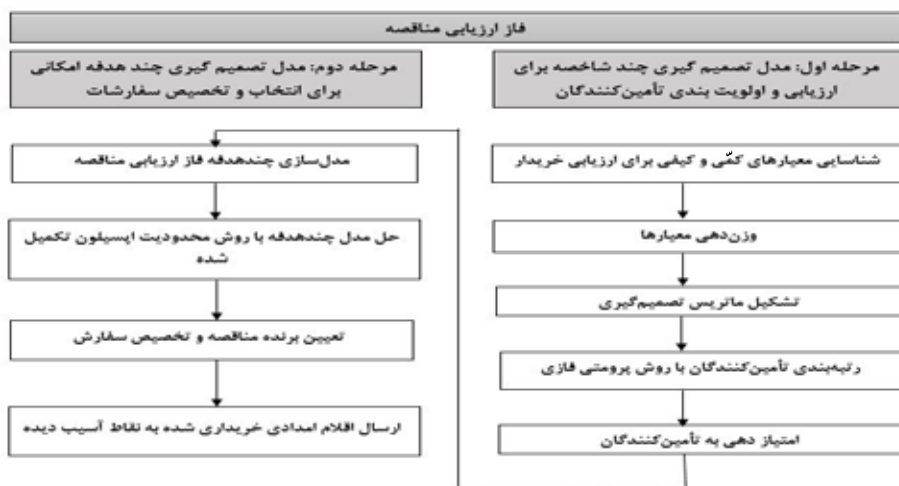 فاز ارزیابی مناقصه
مرحله اول: مدل تصمیم گیری چند شاخصه برای
ارزیابی و اولویت بندی تأمین‌کنندگان
شناسایی معیارهای کمّی و کیفی برای ارزیابی خریدار
وزن‌دهی معیارها
تشکیل ماتریس تصمیم‌گیری
رتبه‌بندی تأمین‌کنندگان با روش پرومتی فازی
امتیاز دهی به تأمین‌کنندگان
مرحله دوم: مدل تصمیم گیری چند هدفه امکانی
برای انتخاب و تخصیص سفارشات
مدل‌سازی چندهدفه فاز ارزیابی مناقصه
حل مدل چندهدفه با روش محدودیت اپسیلون تکمیل
شده
تعیین برنده مناقصه و تخصیص سفارش
ارسال اقلام امدادی خریداری شده به نقاط آسیب دیده